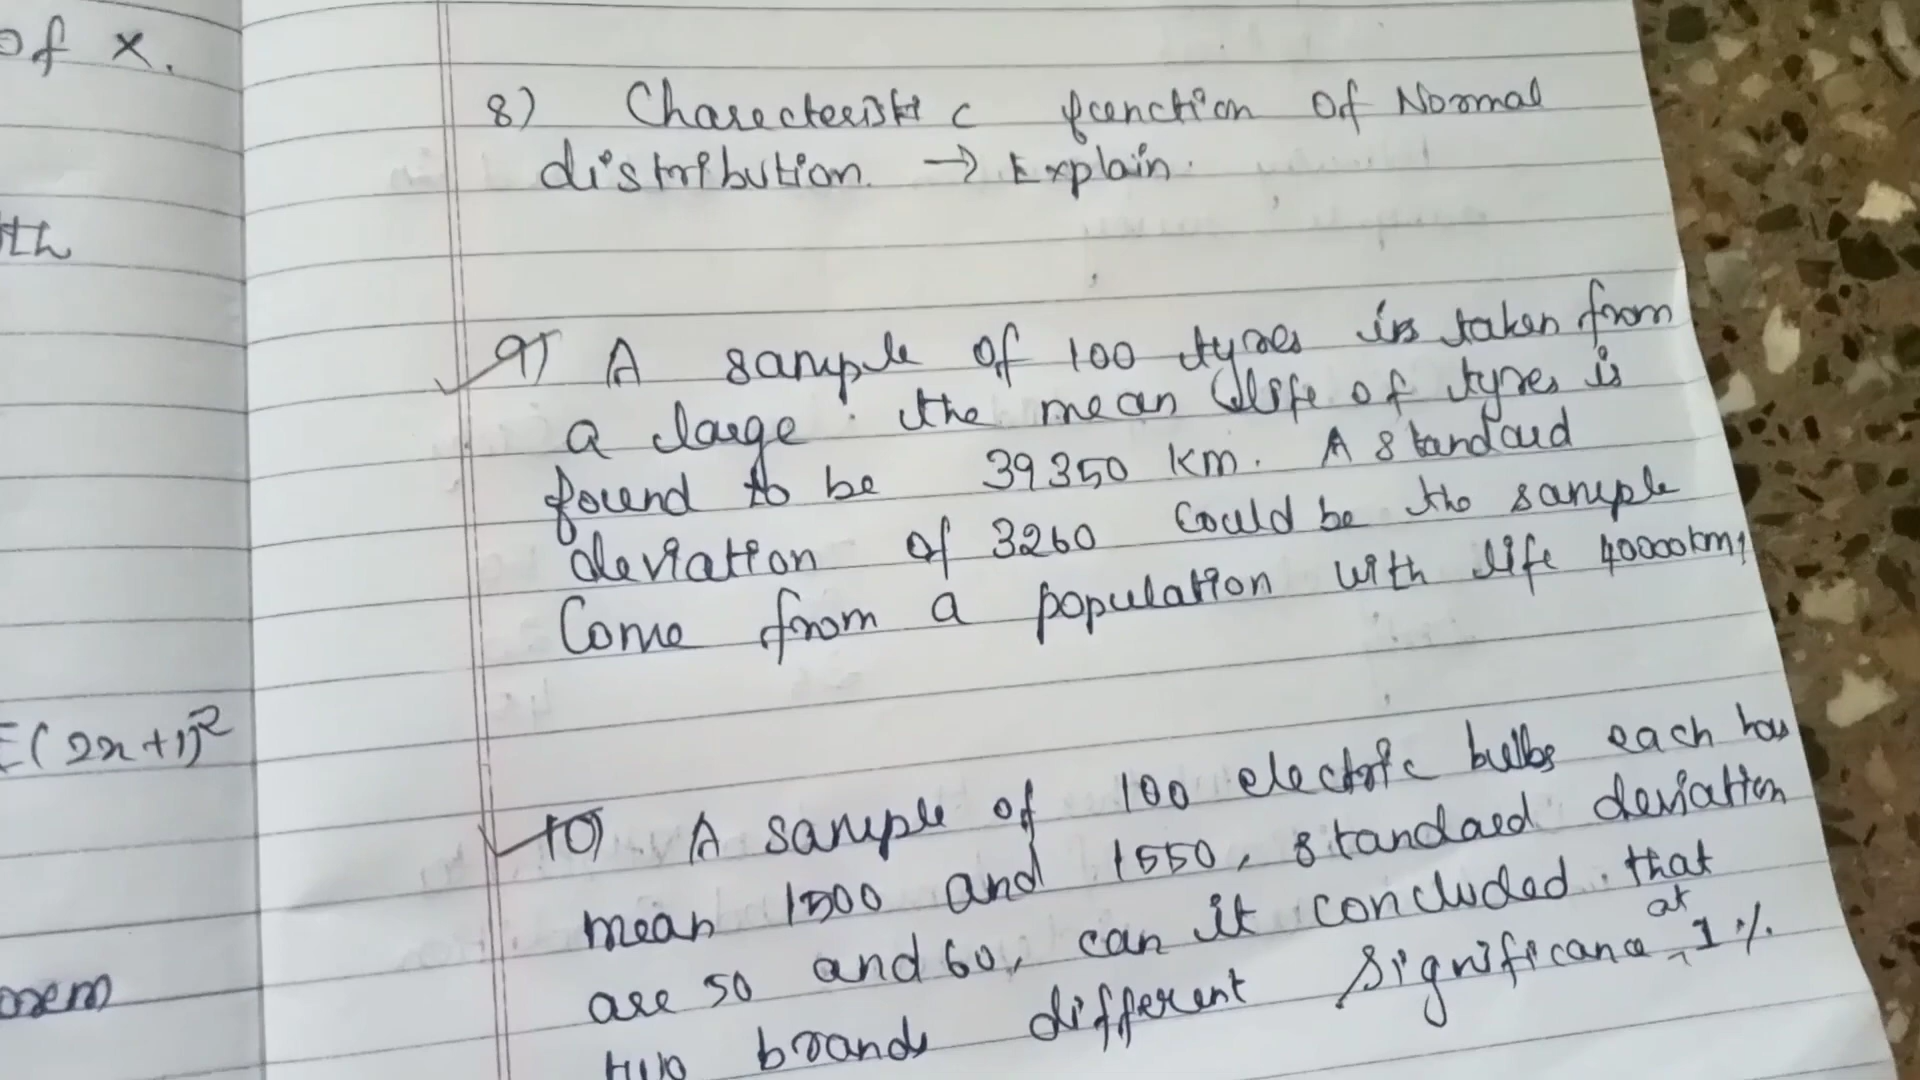 of x.
th
E(2x+1)²
orem
8) Charecteristic function of Normal
distribution. → Explain.
9) A sample of 100 tyres is taken from
a large. the mean life of tyres is
found to be 39350 km. A standard
deviation of 3260 could be the sample
Come from a population with life 40000km,
10) A sample of 100 electric bulbs each has
mean 1500 and 1550, standard deviation
are 50 and 60, can it concluded that
two brands different significance at 1%